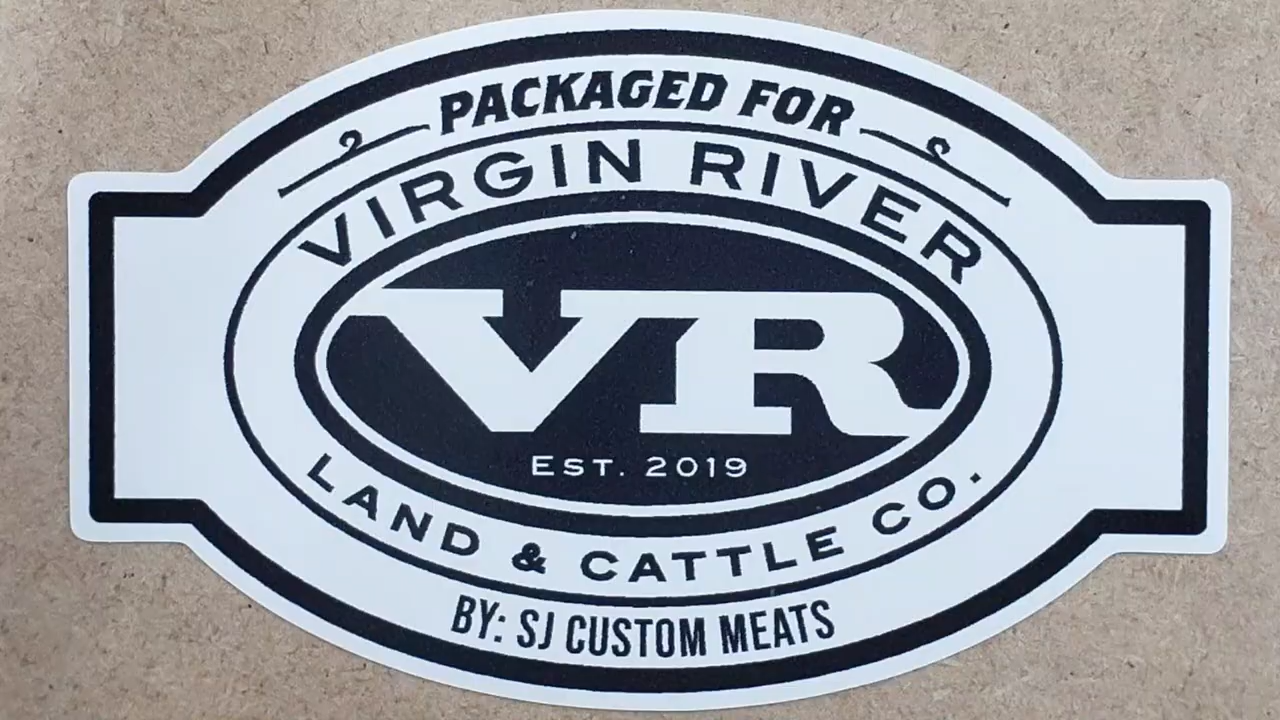 PACKAGED FOR
VIRGIN RIVER
VR
EST. 2019
LAND & CATTLE CO.
BY: SJ CUSTOM MEATS